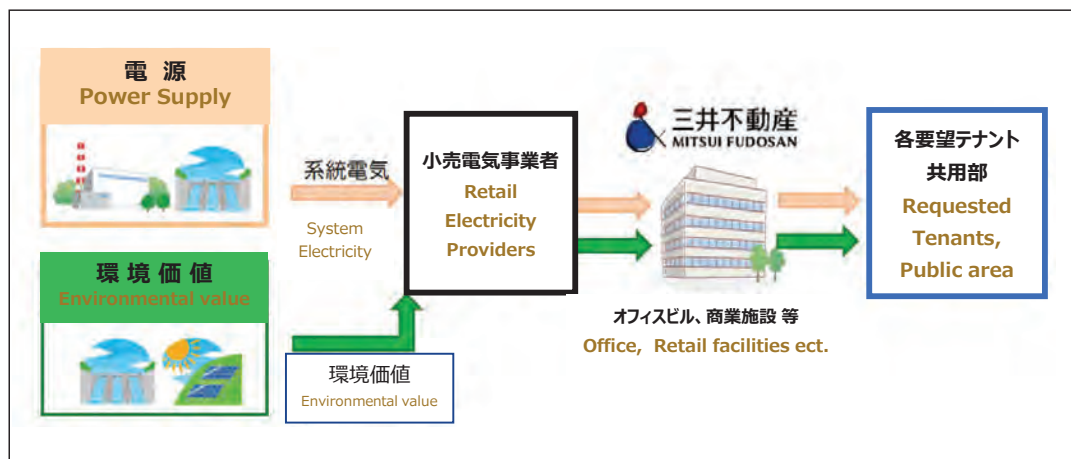 電 源
Power Supply
環 境 価 値
Environmental value
系統電気
System
Electricity
環境価値
Environmental value
小売電気事業者
Retail
Electricity
Providers
三井不動産
MITSUI FUDOSAN
オフィスビル、商業施設 等
Office, Retail facilities ect.
各要望テナント
共用部
Requested
Tenants,
Public area